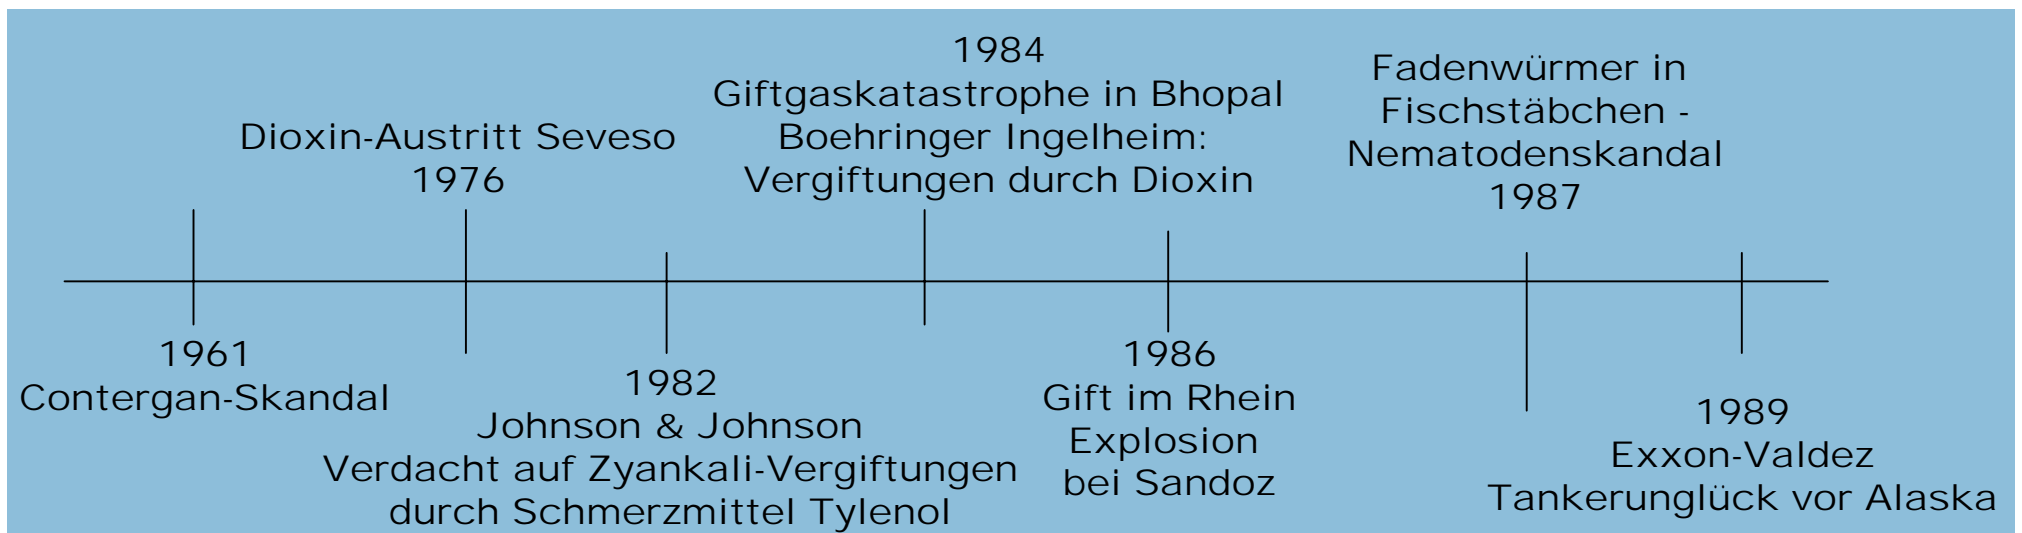 1961
Contergan-Skandal
Dioxin-Austritt Seveso
1976
1982
Johnson & Johnson
Verdacht auf Zyankali-Vergiftungen
durch Schmerzmittel Tylenol
1984
Giftgaskatastrophe in Bhopal
Boehringer Ingelheim:
Vergiftungen durch Dioxin
1986
Gift im Rhein
Explosion
bei Sandoz
Fadenwürmer in
Fischstäbchen -
Nematodenskandal
1987
1989
Exxon-Valdez
Tankerunglück vor Alaska